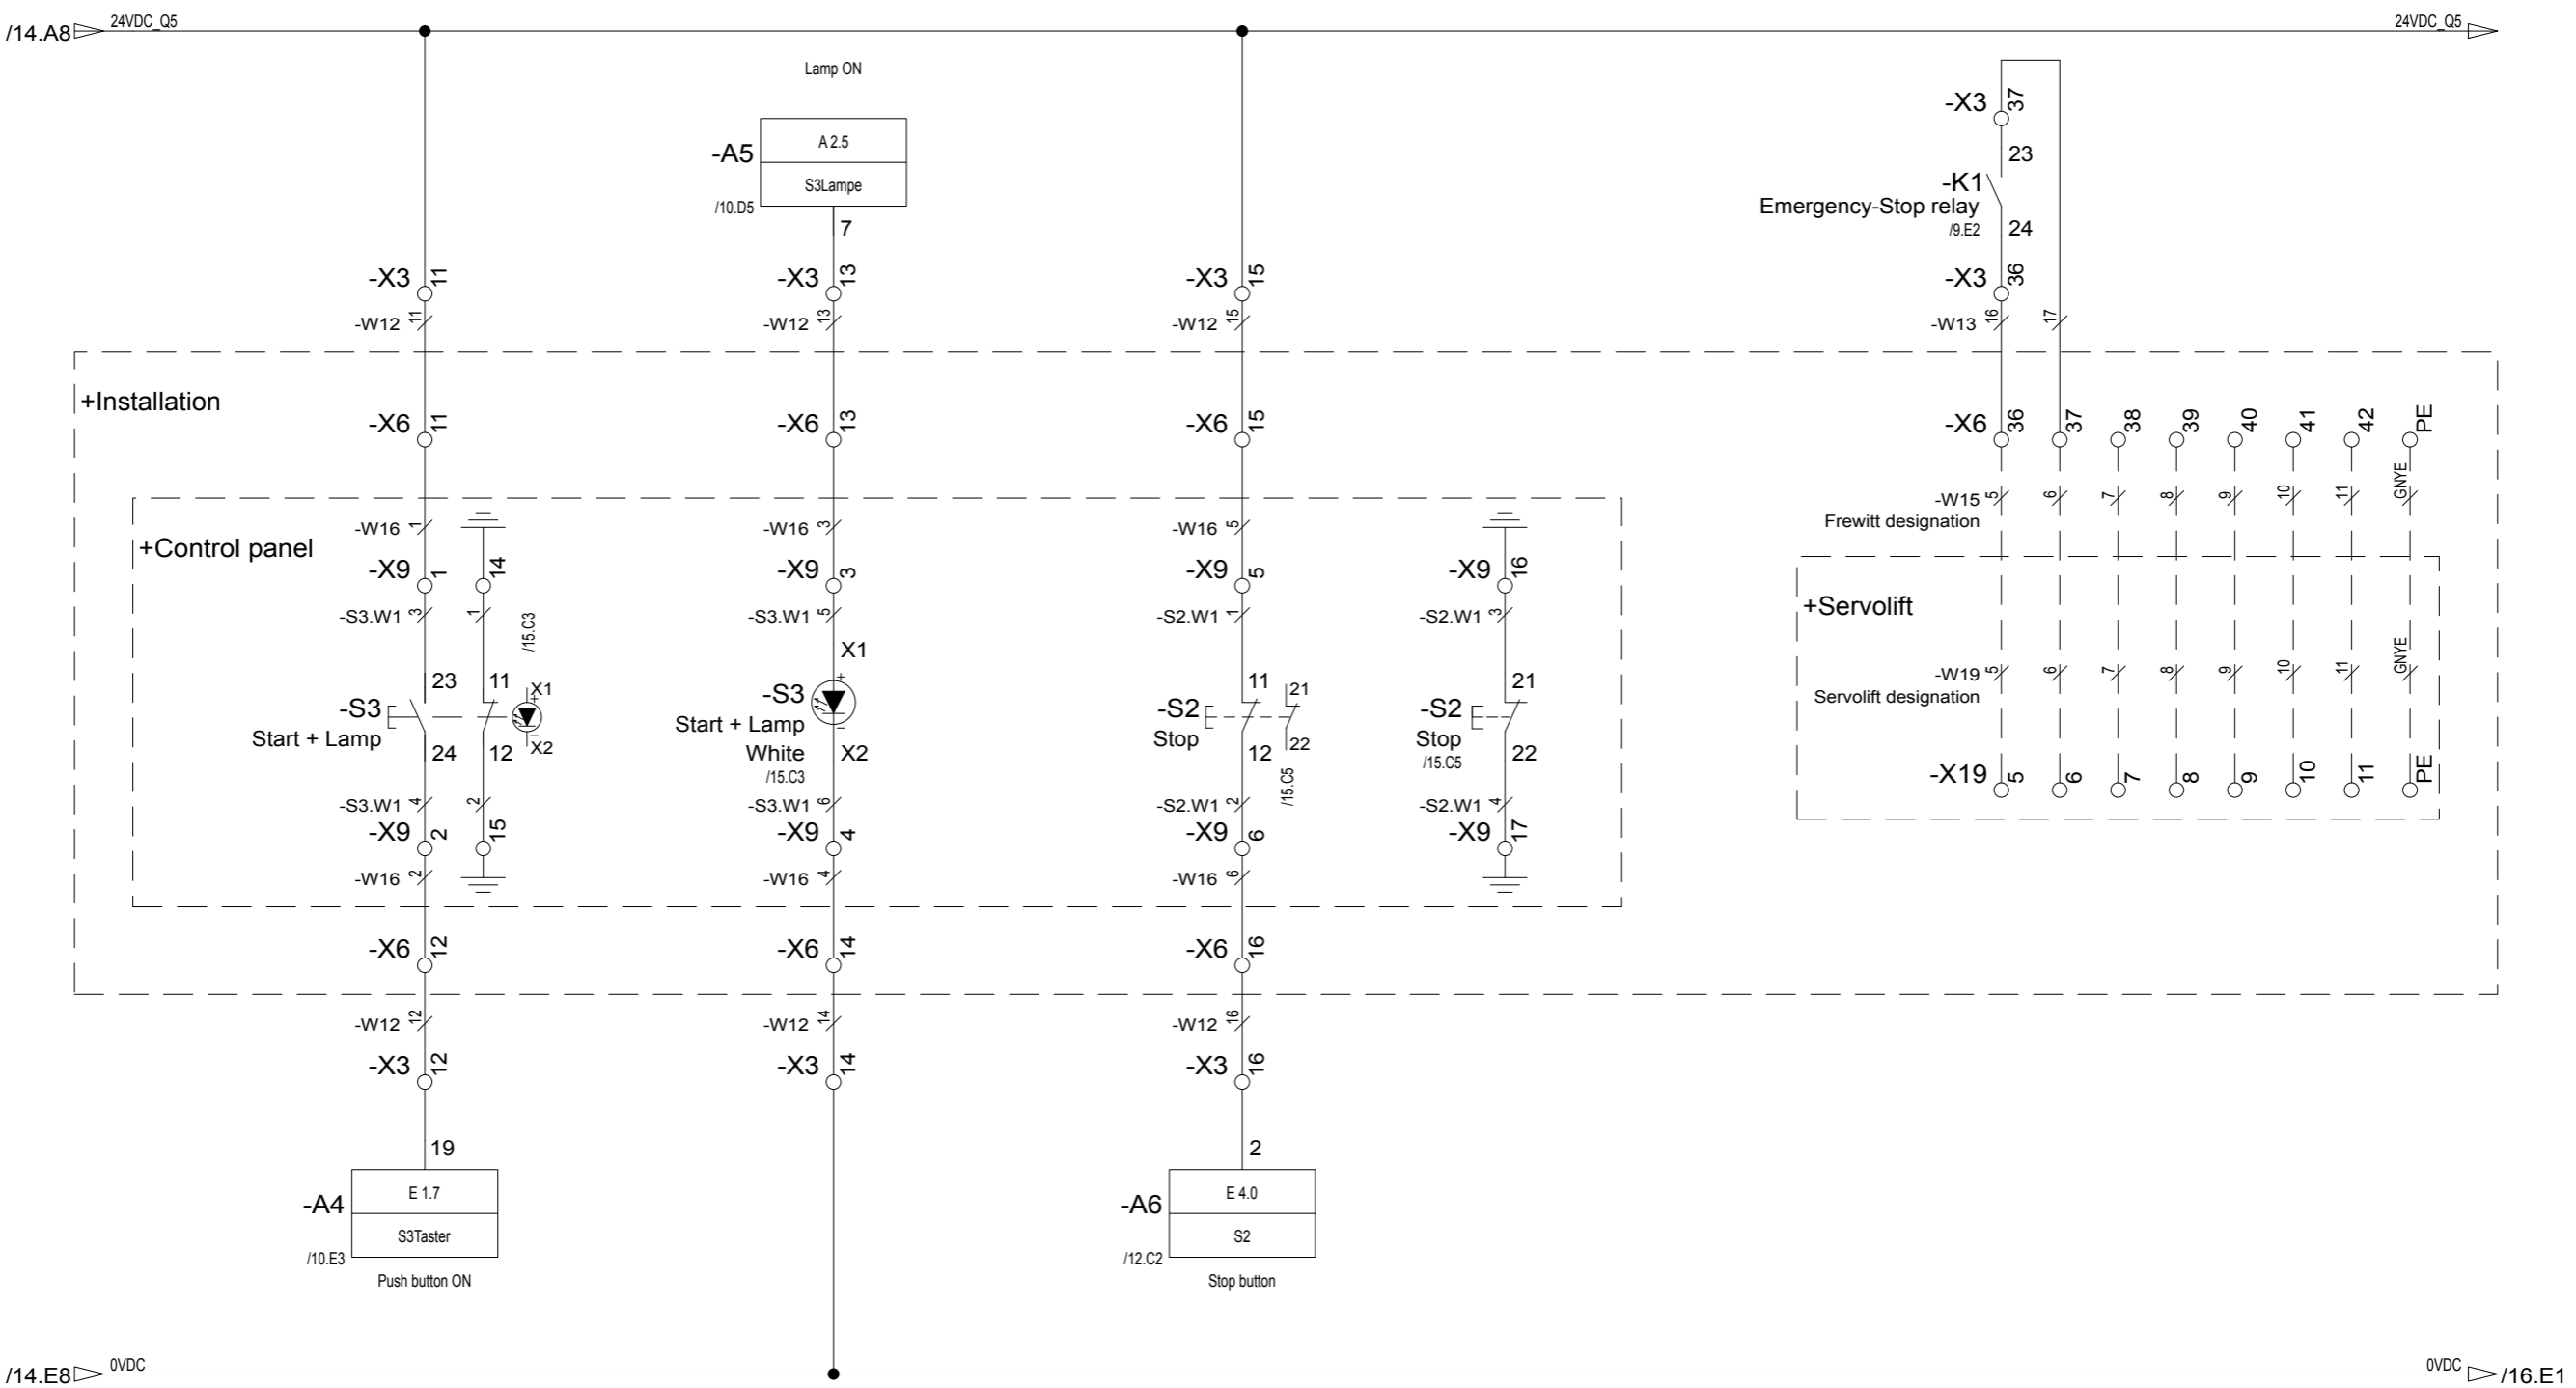 /14.A8
24VDC_Q5
24VDC_Q5
Lamp ON
-A5
A 2.5
S3Lampe
/10.D5
7
-X3 37
23
-K1
Emergency-Stop relay
/9.E2
24
-X3 11
-X3 13
-X3 15
-X3 36
-W12 11
-W12 13
-W12 15
-W13 16
17
+Installation
-X6 11
-X6 13
-X6 15
-X6 36 37 38 39 40 41 42 PE
-W15 5 6 7 8 9 10 11 GNYE
Frewitt designation
+Control panel
-W16 1
-W16 3
-W16 5
-X9 1 14
-X9 3
-X9 5
-X9 16
-S3.W1 3 1
/15.C3
-S3.W1 5
-S2.W1 1
-S2.W1 3
+Servolift
X1
23 11 X1
+
+
11 21
21
-S3
Start + Lamp
-
24 12 X2
-S3
Start + Lamp
White
/15.C3
-
X2
-S2
Stop
12 22
/15.C5
-S2
Stop
/15.C5
22
-W19 5 6 7 8 9 10 11 GNYE
Servolift designation
-X19 5 6 7 8 9 10 11 PE
-S3.W1 4 2
-S3.W1 6
-S2.W1 2
-S2.W1 4
-X9 2 15
-X9 4
-X9 6
-X9 17
-W16 2
-W16 4
-W16 6
-X6 12
-X6 14
-X6 16
-W12 12
-W12 14
-W12 16
-X3 12
-X3 14
-X3 16
19
2
-A4
E 1.7
S3Taster
/10.E3
Push button ON
-A6
E 4.0
S2
/12.C2
Stop button
/14.E8
0VDC
0VDC
/16.E1